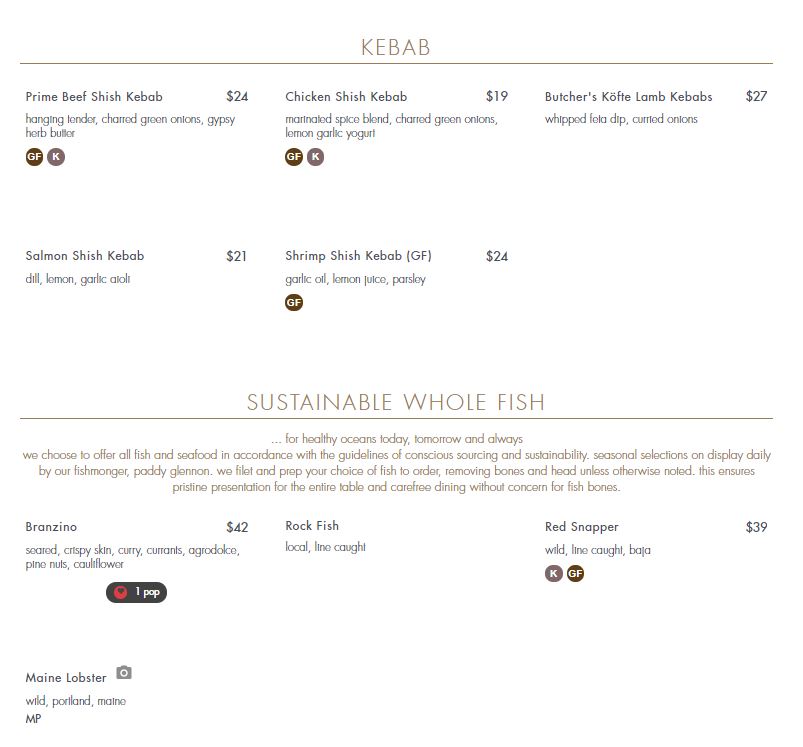 KEBAB
Prime Beef Shish Kebab $24
hanging tender, charred green onions, gypsy
herb butter
GF K
Chicken Shish Kebab $19
marinated spice blend, charred green onions,
lemon garlic yogurt
GF K
Butcher's Köfte Lamb Kebabs $27
whipped feta dip, curried onions
Salmon Shish Kebab $21
dill, lemon, garlic aioli
Shrimp Shish Kebab (GF) $24
garlic oil, lemon juice, parsley
GF
SUSTAINABLE WHOLE FISH
... for healthy oceans today, tomorrow and always
we choose to offer all fish and seafood in accordance with the guidelines of conscious sourcing and sustainability. seasonal selections on display daily
by our fishmonger, paddy glennon. we filet and prep your choice of fish to order, removing bones and head unless otherwise noted. this ensures
pristine presentation for the entire table and carefree dining without concern for fish bones.
Branzino $42
seared, crispy skin, curry, currants, agrodolce,
pine nuts, cauliflower
1 pop
Rock Fish
local, line caught
Red Snapper $39
wild, line caught, baja
K GF
Maine Lobster
wild, portland, maine
MP